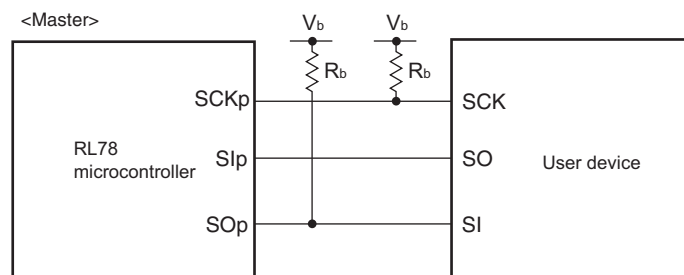 <Master>
Vb Vb
Rb Rb
SCKp SCK
RL78
microcontroller
SIp SO
User device
SOp SI